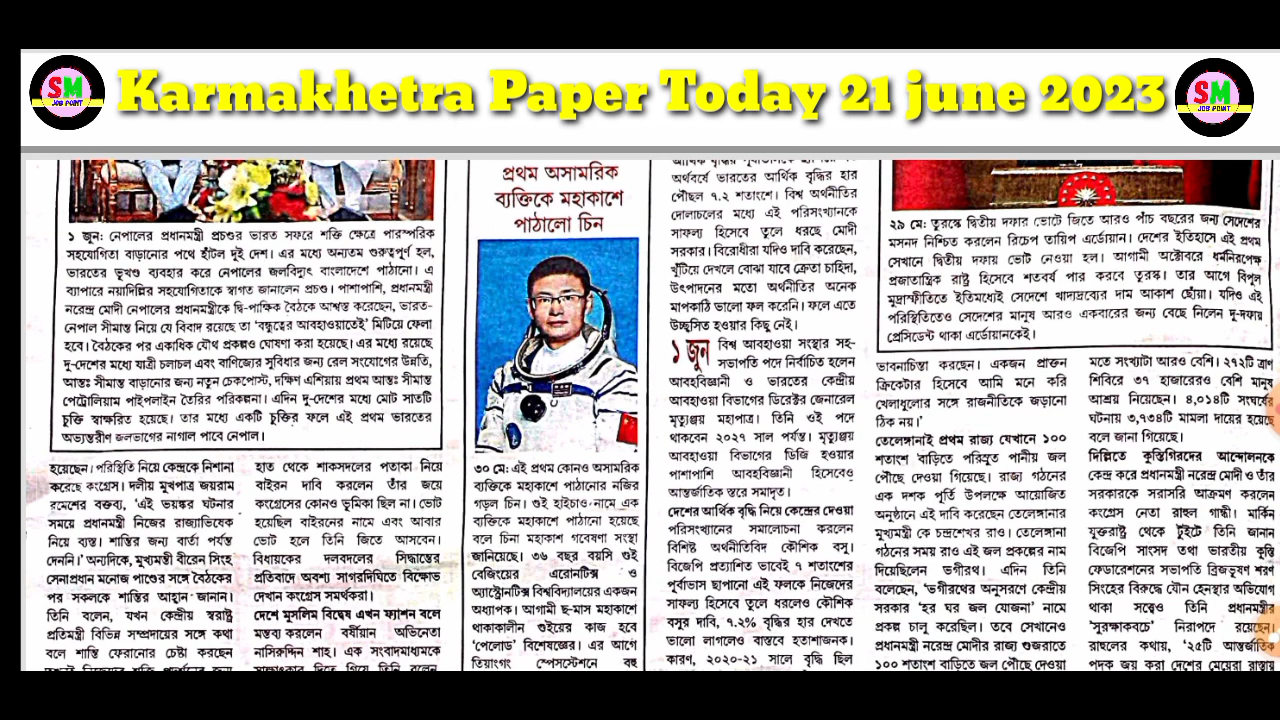 SM
JOB POINT
Karmakhetra Paper Today 21 june 2023
SM
JOB POINT
১ জুন: নেপালের প্রধানমন্ত্রী প্রচণ্ডর ভারত সফরে শক্তি ক্ষেত্রে পারস্পরিক
সহযোগিতা বাড়ানোর পথে হাঁটল দুই দেশ। এর মধ্যে অন্যতম গুরুত্বপূর্ণ হল,
ভারতের ভূখণ্ড ব্যবহার করে নেপালের জলবিদ্যুৎ বাংলাদেশে পাঠানো। এ
ব্যাপারে নয়াদিল্লির সহযোগিতাকে স্বাগত জানালেন প্রচণ্ড। পাশাপাশি, প্রধানমন্ত্রী
নরেন্দ্র মোদী নেপালের প্রধানমন্ত্রীকে দ্বি-পাক্ষিক বৈঠকে আশ্বস্ত করেছেন, ভারত-
নেপাল সীমান্ত নিয়ে যে বিবাদ রয়েছে তা ‘বন্ধুত্বের আবহাওয়াতেই’ মিটিয়ে ফেলা
হবে। বৈঠকের পর একাধিক যৌথ প্রকল্পও ঘোষণা করা হয়েছে। এর মধ্যে রয়েছে
দু-দেশের মধ্যে যাত্রী চলাচল এবং বাণিজ্যের সুবিধার জন্য রেল সংযোগের উন্নতি,
আন্তঃ সীমান্ত বাড়ানোর জন্য নতুন চেকপোস্ট, দক্ষিণ এশিয়ায় প্রথম আন্তঃ সীমান্ত
পেট্রোলিয়াম পাইপলাইন তৈরির পরিকল্পনা। এদিন দু-দেশের মধ্যে মোট সাতটি
চুক্তি স্বাক্ষরিত হয়েছে। তার মধ্যে একটি চুক্তির ফলে এই প্রথম ভারতের
অভ্যন্তরীণ জলভাগের নাগাল পাবে নেপাল।
হয়েছেন। পরিস্থিতি নিয়ে কেন্দ্রকে নিশানা
করেছে কংগ্রেস। দলীয় মুখপাত্র জয়রাম
রমেশের বক্তব্য, ‘এই ভয়ঙ্কর ঘটনার
সময়ে প্রধানমন্ত্রী নিজের রাজ্যাভিষেক
নিয়ে ব্যস্ত। শান্তির জন্য বার্তা পর্যন্ত
দেননি।’ অন্যদিকে, মুখ্যমন্ত্রী বীরেন সিংহ
সেনাপ্রধান মনোজ পাণ্ডের সঙ্গে বৈঠকের
পর সকলকে শান্তির আহ্বান জানান।
তিনি বলেন, যখন কেন্দ্রীয় স্বরাষ্ট্র
প্রতিমন্ত্রী বিভিন্ন সম্প্রদায়ের সঙ্গে কথা
বলে শান্তি ফেরানোর চেষ্টা করছেন
হাত থেকে শাকসদলের পতাকা নিয়ে
বাইরন দাবি করলেন তাঁর জয়ে
কংগ্রেসের কোনও ভূমিকা ছিল না। ভোট
হয়েছিল বাইরনের নামে এবং আবার
ভোট হলে তিনি জিতে আসবেন।
বিধায়কের দলবদলের সিদ্ধান্তের
প্রতিবাদে অবশ্য সাগরদিঘিতে বিক্ষোভ
দেখান কংগ্রেস সমর্থকরা।
দেশে মুসলিম বিদ্বেষ এখন ফ্যাশন বলে
মন্তব্য করলেন বর্ষীয়ান অভিনেতা
নাসিরুদ্দিন শাহ। এক সংবাদমাধ্যমকে
সাক্ষাৎকার দিতে গিয়ে তিনি বলেন
প্রথম অসামরিক
ব্যক্তিকে মহাকাশে
পাঠালো চিন
৩০ মে: এই প্রথম কোনও অসামরিক
ব্যক্তিকে মহাকাশে পাঠানোর নজির
গড়ল চিন। গুই হাইচাও নামে এক
ব্যক্তিকে মহাকাশে পাঠানো হয়েছে
বলে চিনা মহাকাশ গবেষণা সংস্থা
জানিয়েছে। ৩৬ বছর বয়সি গুই
বেজিংয়ের এরোনটিক্স ও
অ্যাস্ট্রোনটিক্স বিশ্ববিদ্যালয়ের একজন
অধ্যাপক। আগামী ছ-মাস মহাকাশে
থাকাকালীন গুইয়ের কাজ হবে
‘পেলোড’ বিশেষজ্ঞের। এর আগে
তিয়াংগং স্পেসস্টেশনে বহু
অর্থবর্ষে ভারতের আর্থিক বৃদ্ধির হার
পৌছল ৭.২ শতাংশে। বিশ্ব অর্থনীতির
দোলাচলের মধ্যে এই পরিসংখ্যানকে
সাফল্য হিসেবে তুলে ধরছে মোদী
সরকার। বিরোধীরা যদিও দাবি করেছেন,
খুঁটিয়ে দেখলে বোঝা যাবে ক্রেতা চাহিদা,
উৎপাদনের মতো অর্থনীতির অনেক
মাপকাঠি ভালো ফল করেনি। ফলে এতে
উচ্ছ্বসিত হওয়ার কিছু নেই।
১ জুন বিশ্ব আবহাওয়া সংস্থার সহ-
সভাপতি পদে নির্বাচিত হলেন
আবহবিজ্ঞানী ও ভারতের কেন্দ্রীয়
আবহাওয়া বিভাগের ডিরেক্টর জেনারেল
মৃত্যুঞ্জয় মহাপাত্র। তিনি ওই পদে
থাকবেন ২০২৭ সাল পর্যন্ত। মৃত্যুঞ্জয়
আবহাওয়া বিভাগের ডিজি হওয়ার
পাশাপাশি আবহবিজ্ঞানী হিসেবেও
আন্তর্জাতিক স্তরে সমাদৃত।
দেশের আর্থিক বৃদ্ধি নিয়ে কেন্দ্রের দেওয়া
পরিসংখ্যানের সমালোচনা করলেন
বিশিষ্ট অর্থনীতিবিদ কৌশিক বসু।
বিজেপি প্রত্যাশিত ভাবেই ৭ শতাংশের
পূর্বাভাস ছাপানো এই ফলকে নিজেদের
সাফল্য হিসেবে তুলে ধরলেও কৌশিক
বসুর দাবি, ৭.২% বৃদ্ধির হার দেখতে
ভালো লাগলেও বাস্তবে হতাশাজনক।
কারণ, ২০২০-২১ সালে বৃদ্ধি ছিল
২৯ মে: তুরস্কে দ্বিতীয় দফার ভোটে জিতে আরও পাঁচ বছরের জন্য সেদেশের
মসনদ নিশ্চিত করলেন রিচেপ তায়িপ এর্ডোয়ান। দেশের ইতিহাসে এই প্রথম
সেখানে দ্বিতীয় দফায় ভোট নেওয়া হল। আগামী অক্টোবরে ধর্মনিরপেক্ষ
প্রজাতান্ত্রিক রাষ্ট্র হিসেবে শতবর্ষ পার করবে তুরস্ক। তার আগে বিপুল
মুদ্রাস্ফীতিতে ইতিমধ্যেই সেদেশে খাদ্যদ্রব্যের দাম আকাশ ছোঁয়া। যদিও এই
পরিস্থিতিতেও সেদেশের মানুষ আরও একবারের জন্য বেছে নিলেন দু-দফায়
প্রেসিডেন্ট থাকা এর্ডোয়ানকেই।
ভাবনাচিন্তা করছেন। একজন প্রাক্তন
ক্রিকেটার হিসেবে আমি মনে করি
খেলাধুলোর সঙ্গে রাজনীতিকে জড়ানো
ঠিক নয়।’
তেলেঙ্গানাই প্রথম রাজ্য যেখানে ১০০
শতাংশ বাড়িতে পরিস্রুত পানীয় জল
পৌছে দেওয়া গিয়েছে। রাজ্য গঠনের
এক দশক পূর্তি উপলক্ষে আয়োজিত
অনুষ্ঠানে এই দাবি করেছেন তেলেঙ্গানার
মুখ্যমন্ত্রী কে চন্দ্রশেখর রাও। তেলেঙ্গানা
গঠনের সময় রাও এই জল প্রকল্পের নাম
দিয়েছিলেন ভগীরথ। এদিন তিনি
বলেছেন, ‘ভগীরথের অনুসরণে কেন্দ্রীয়
সরকার ‘হর ঘর জল যোজনা’ নামে
প্রকল্প চালু করেছিল। তবে সেখানেও
প্রধানমন্ত্রী নরেন্দ্র মোদীর রাজ্য গুজরাতে
১০০ শতাংশ বাড়িতে জল পৌছে দেওয়া
মতে সংখ্যাটা আরও বেশি। ২৭২টি ত্রাণ
শিবিরে ৩৭ হাজারেরও বেশি মানুষ
আশ্রয় নিয়েছেন। ৪,০১৪টি সংঘর্ষের
ঘটনায় ৩,৭৩৪টি মামলা দায়ের হয়েছে
বলে জানা গিয়েছে।
দিল্লিতে কুস্তিগিরদের আন্দোলনকে
কেন্দ্র করে প্রধানমন্ত্রী নরেন্দ্র মোদী ও তাঁর
সরকারকে সরাসরি আক্রমণ করলেন
কংগ্রেস নেতা রাহুল গান্ধী। মার্কিন
যুক্তরাষ্ট্র থেকে টুইটে তিনি জানান
বিজেপি সাংসদ তথা ভারতীয় কুস্তি
ফেডারেশনের সভাপতি ব্রিজভূষণ শরণ
সিংহের বিরুদ্ধে যৌন হেনস্থার অভিযোগ
থাকা সত্ত্বেও তিনি প্রধানমন্ত্রীর
‘সুরক্ষাকবচে’ নিরাপদে রয়েছেন।
রাহুলের কথায়, ‘২৫টি আন্তর্জাতিক
পদক জয় করা দেশের মেয়েরা রাস্তায়